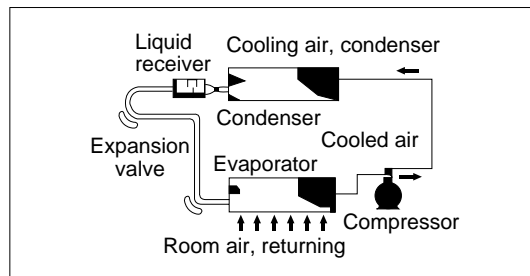 Liquid
receiver
Cooling air, condenser
Condenser
Cooled air
Expansion
valve
Evaporator
Compressor
Room air, returning